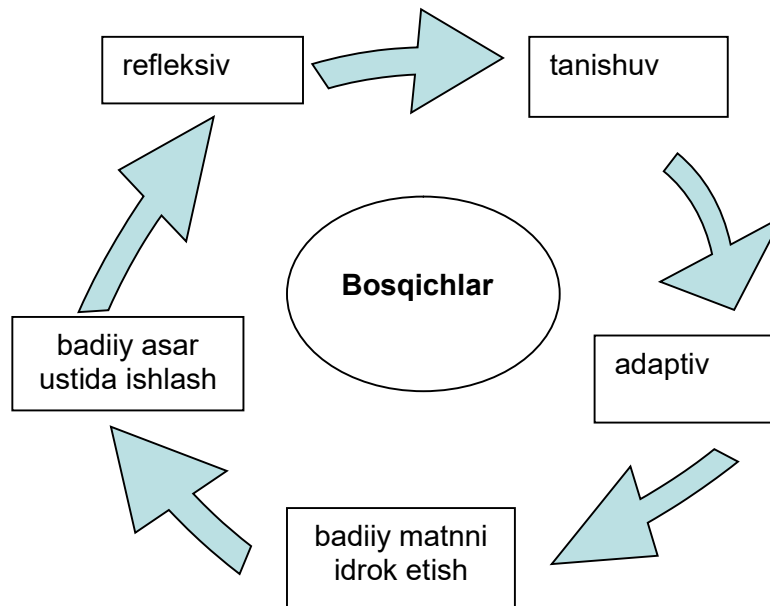 refleksiv
tanishuv
Bosqichlar
badiiy asar
ustida ishlash
adaptiv
badiiy matnni
idrok etish